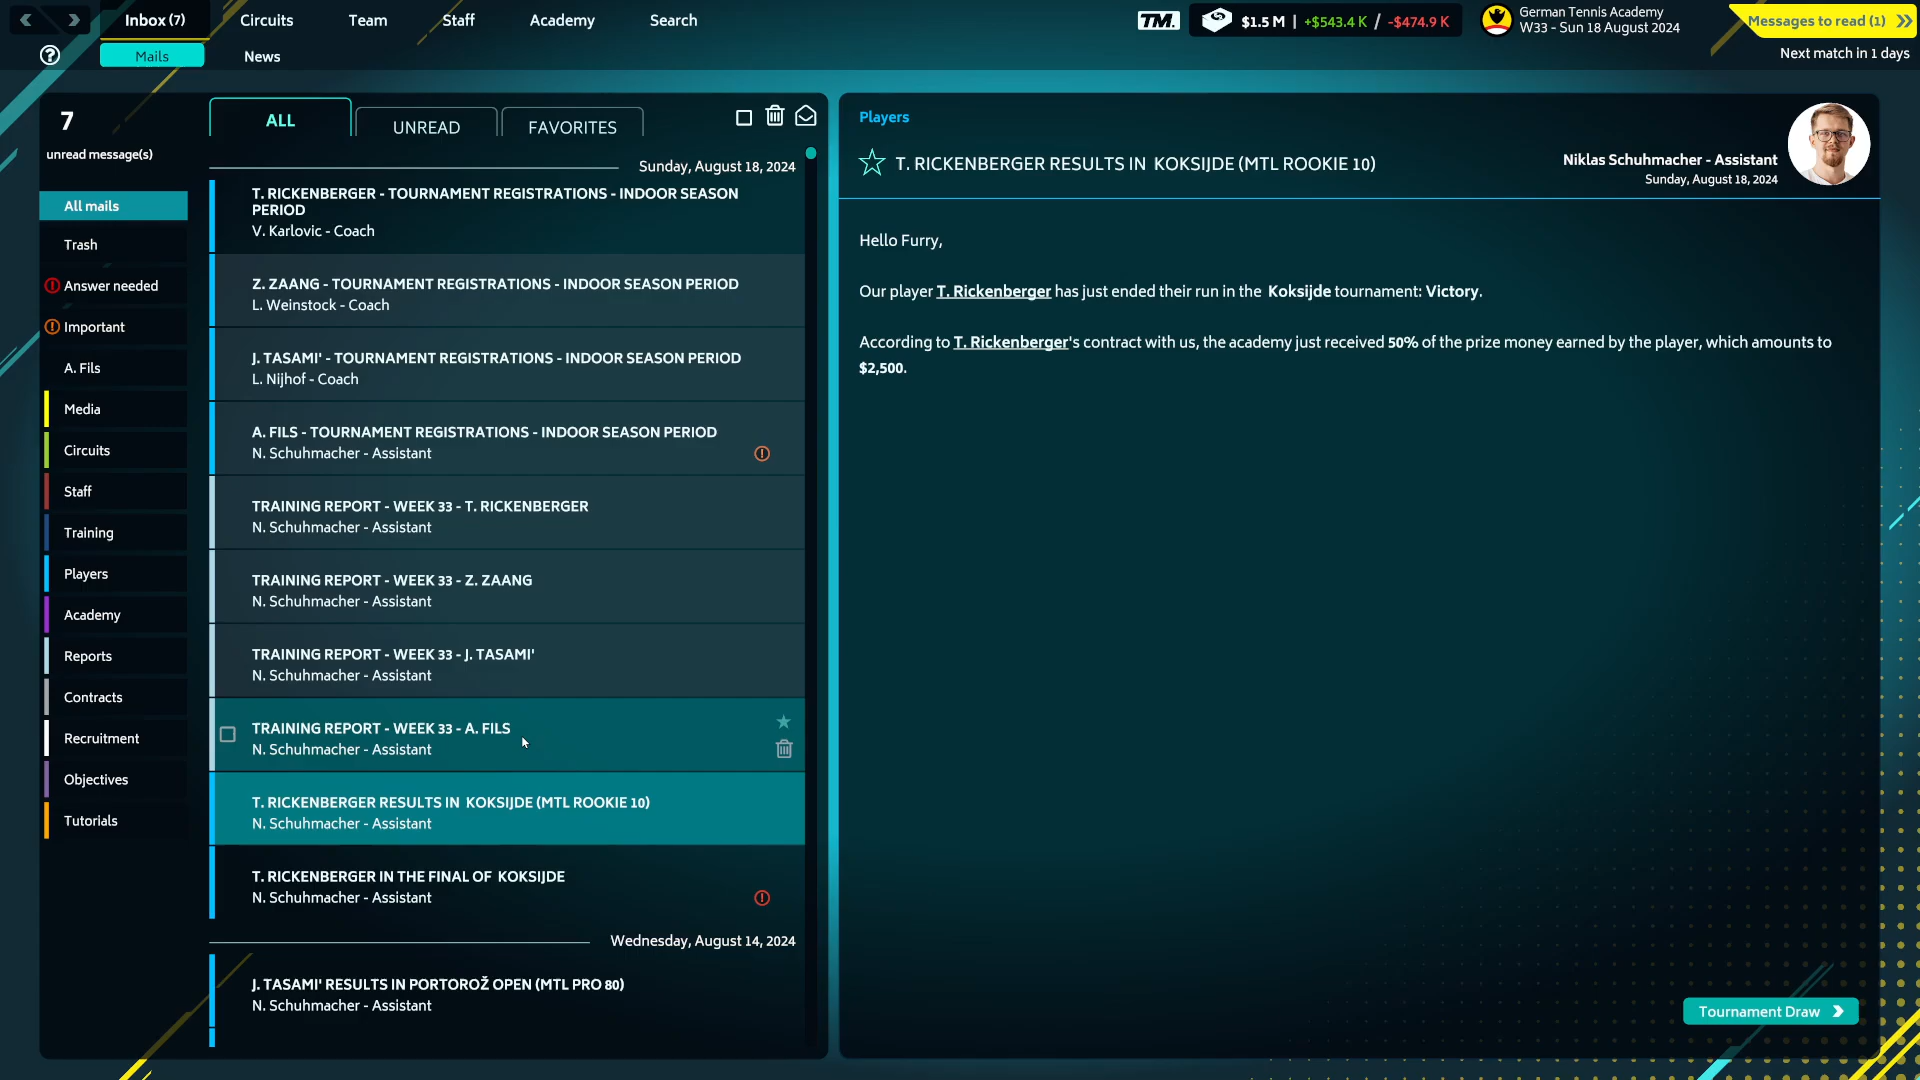 Inbox (7)
Circuits
Team
Staff
Academy
Search
TM.
$1.5 M | +$543.4 K / -$474.9 K
German Tennis Academy
W33 - Sun 18 August 2024
Messages to read (1)
Next match in 1 days
?
Mails
News
7
unread message(s)
All mails
Trash
Answer needed
Important
A. Fils
Media
Circuits
Staff
Training
Players
Academy
Reports
Contracts
Recruitment
Objectives
Tutorials
ALL
UNREAD
FAVORITES
Sunday, August 18, 2024
T. RICKENBERGER - TOURNAMENT REGISTRATIONS - INDOOR SEASON
PERIOD
V. Karlovic - Coach
Z. ZAANG - TOURNAMENT REGISTRATIONS - INDOOR SEASON PERIOD
L. Weinstock - Coach
J. TASAMI' - TOURNAMENT REGISTRATIONS - INDOOR SEASON PERIOD
L. Nijhof - Coach
A. FILS - TOURNAMENT REGISTRATIONS - INDOOR SEASON PERIOD
N. Schuhmacher - Assistant
TRAINING REPORT - WEEK 33 - T. RICKENBERGER
N. Schuhmacher - Assistant
TRAINING REPORT - WEEK 33 - Z. ZAANG
N. Schuhmacher - Assistant
TRAINING REPORT - WEEK 33 - J. TASAMI'
N. Schuhmacher - Assistant
TRAINING REPORT - WEEK 33 - A. FILS
N. Schuhmacher - Assistant
T. RICKENBERGER RESULTS IN KOKSIJDE (MTL ROOKIE 10)
N. Schuhmacher - Assistant
T. RICKENBERGER IN THE FINAL OF KOKSIJDE
N. Schuhmacher - Assistant
Wednesday, August 14, 2024
J. TASAMI' RESULTS IN PORTOROŽ OPEN (MTL PRO 80)
N. Schuhmacher - Assistant
Players
T. RICKENBERGER RESULTS IN KOKSIJDE (MTL ROOKIE 10)
Niklas Schuhmacher - Assistant
Sunday, August 18, 2024
Hello Furry,
Our player T. Rickenberger has just ended their run in the Koksijde tournament: Victory.
According to T. Rickenberger's contract with us, the academy just received 50% of the prize money earned by the player, which amounts to
$2,500.
Tournament Draw